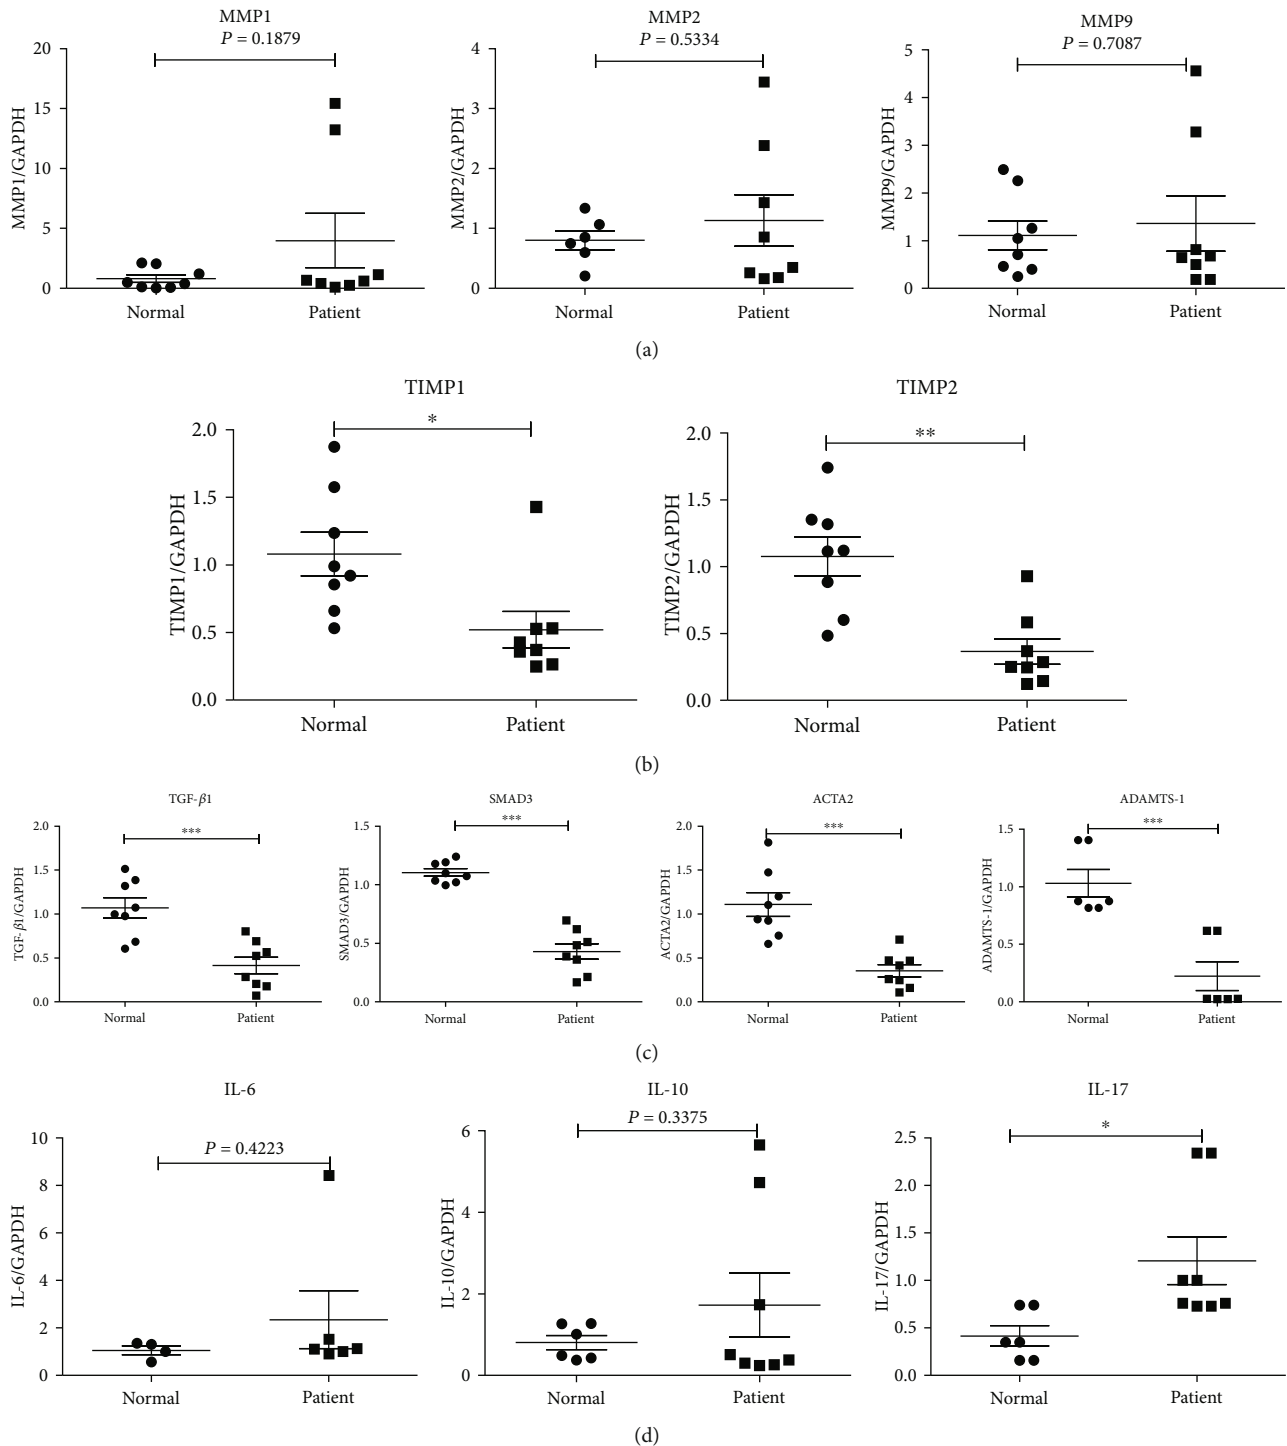 MMP1
P = 0.1879
MMP1/GAPDH
20
15
10
5
0
Normal
Patient
MMP2
P = 0.5334
MMP2/GAPDH
4
3
2
1
0
Normal
Patient
MMP9
P = 0.7087
MMP9/GAPDH
5
4
3
2
1
0
Normal
Patient
(a)
TIMP1
*
TIMP1/GAPDH
2.0
1.5
1.0
0.5
0.0
Normal
Patient
TIMP2
**
TIMP2/GAPDH
2.0
1.5
1.0
0.5
0.0
Normal
Patient
(b)
TGF-β1
***
TGF-β1/GAPDH
2.0
1.5
1.0
0.5
0.0
Normal
Patient
SMAD3
***
SMAD3/GAPDH
1.5
1.0
0.5
0.0
Normal
Patient
ACTA2
***
ACTA2/GAPDH
2.0
1.5
1.0
0.5
0.0
Normal
Patient
ADAMTS-1
***
ADAMTS-1/GAPDH
1.5
1.0
0.5
0.0
Normal
Patient
(c)
IL-6
P = 0.4223
IL-6/GAPDH
10
8
6
4
2
0
Normal
Patient
IL-10
P = 0.3375
IL-10/GAPDH
6
4
2
0
Normal
Patient
IL-17
*
IL-17/GAPDH
2.5
2.0
1.5
1.0
0.5
0.0
Normal
Patient
(d)